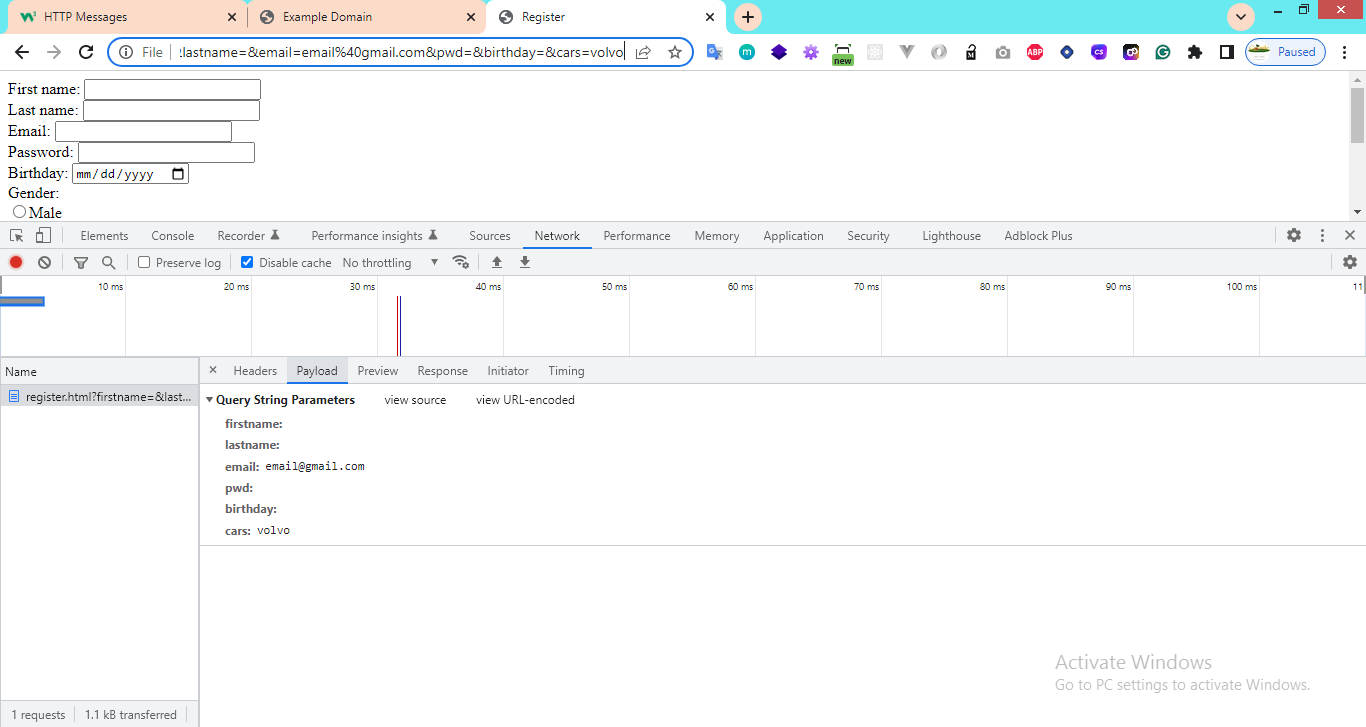 HTTP Messages
Example Domain
Register
File :lastname=&email=email%40gmail.com&pwd=&birthday=&cars=volvo
new
ABP
CS
Paused
First name:
Last name:
Email:
Password:
Birthday: mm/dd/yyyy
Gender:
Male
Elements Console Recorder Performance insights Sources Network Performance Memory Application Security Lighthouse Adblock Plus
Preserve log Disable cache No throttling
10 ms 20 ms 30 ms 40 ms 50 ms 60 ms 70 ms 80 ms 90 ms 100 ms 11
Name
Headers Payload Preview Response Initiator Timing
register.html?firstname=&last...
Query String Parameters view source view URL-encoded
firstname:
lastname:
email: email@gmail.com
pwd:
birthday:
cars: volvo
Activate Windows
Go to PC settings to activate Windows.
1 requests 1.1 kB transferred